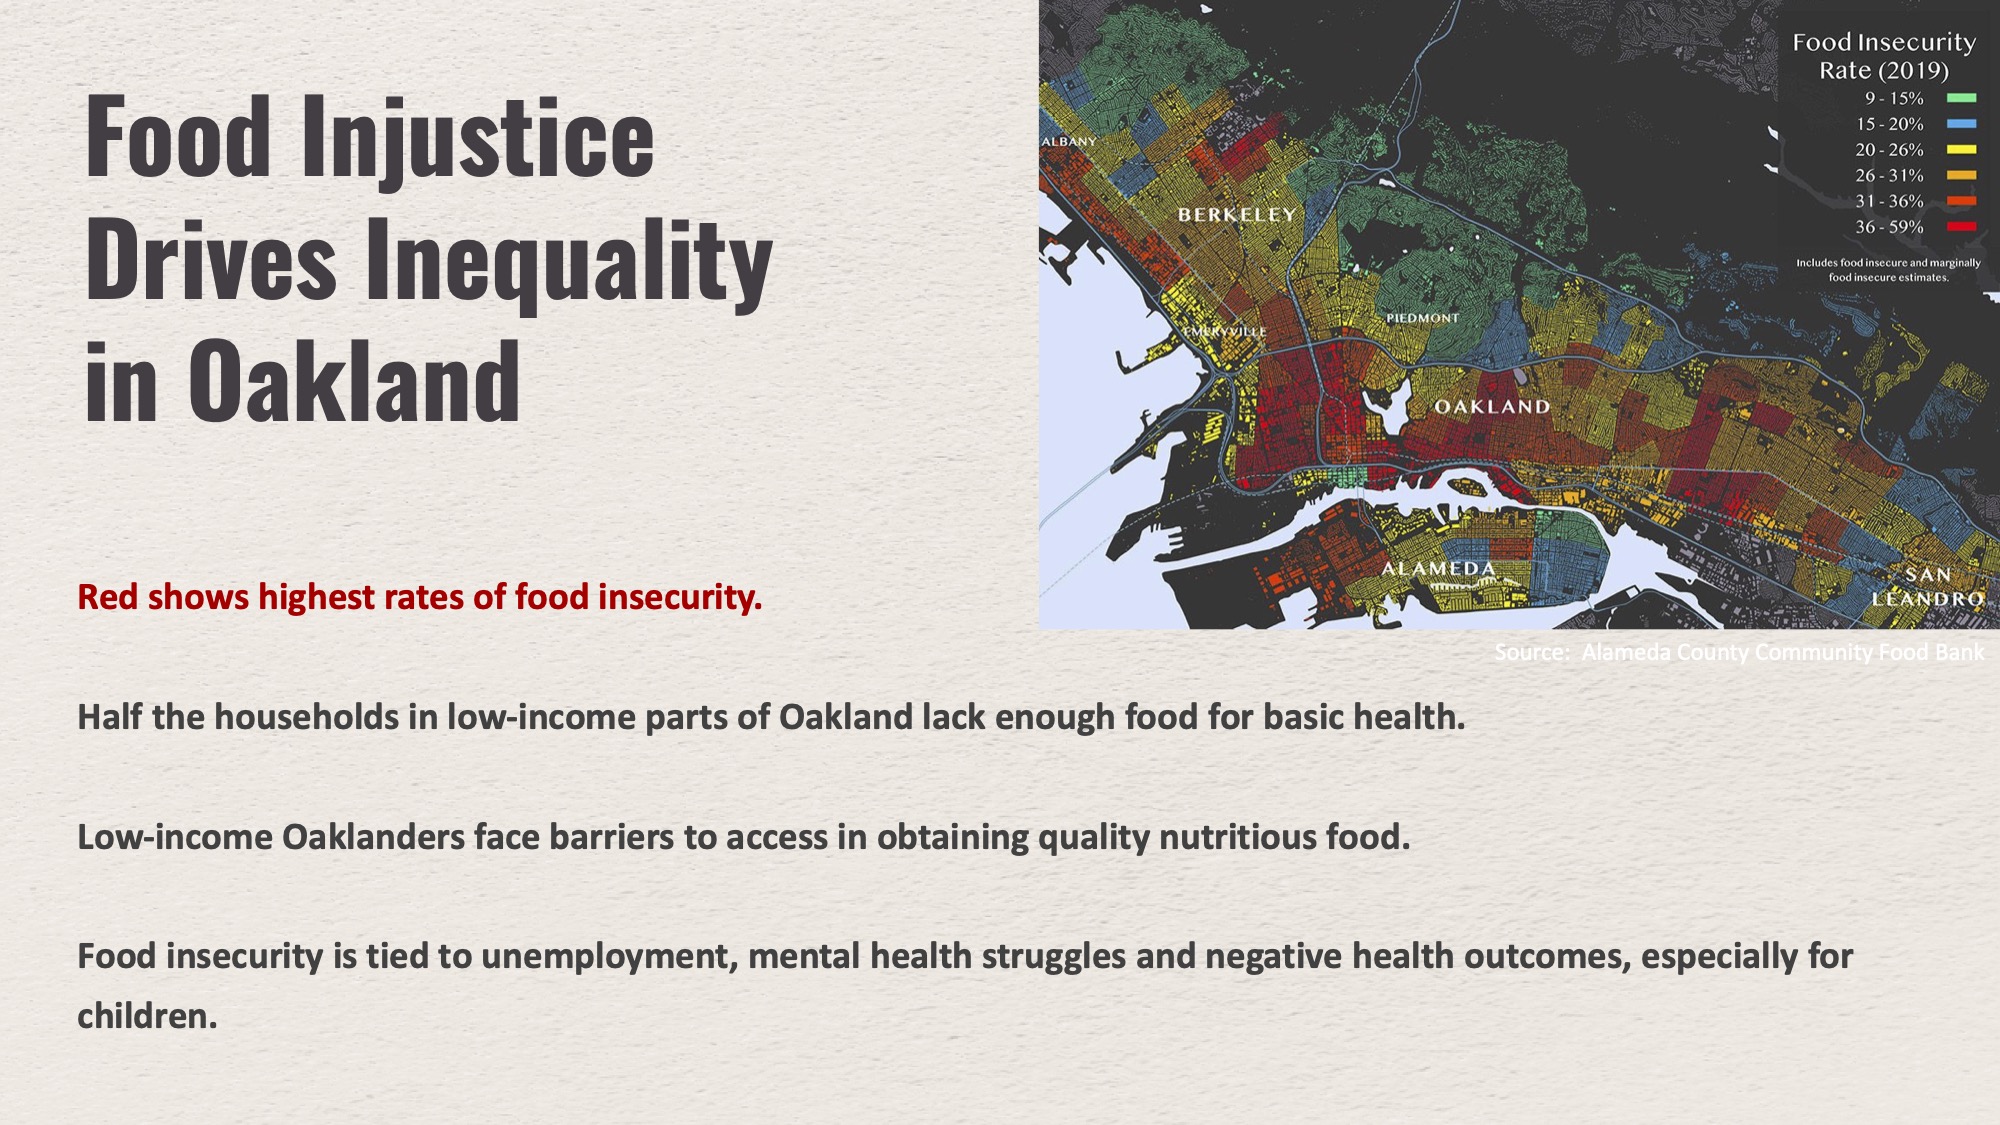 Food Injustice
Drives Inequality
in Oakland
Food Insecurity
Rate (2019)
9 - 15%
15 - 20%
20 - 26%
26 - 31%
31 - 36%
36 - 59%
Includes food insecure and marginally
food insecure estimates.
ALBANY
BERKELEY
EMERYVILLE
PIEDMONT
OAKLAND
ALAMEDA
SAN
LEANDRO
Source:  Alameda County Community Food Bank
Red shows highest rates of food insecurity.
Half the households in low-income parts of Oakland lack enough food for basic health.
Low-income Oaklanders face barriers to access in obtaining quality nutritious food.
Food insecurity is tied to unemployment, mental health struggles and negative health outcomes, especially for
children.